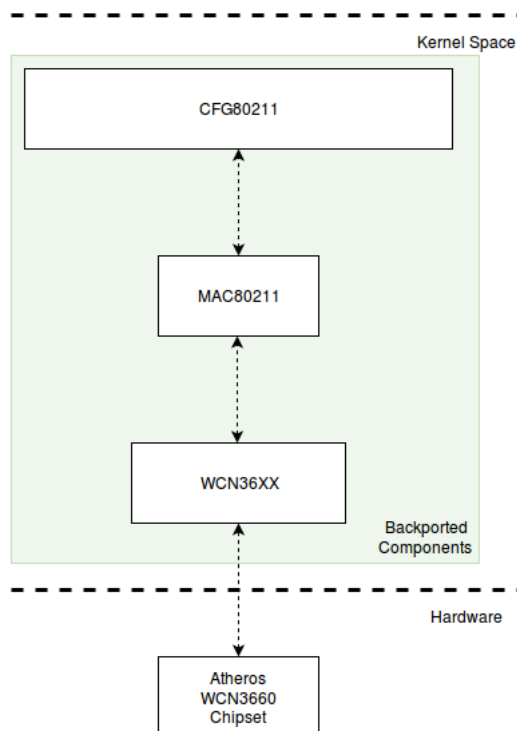 Kernel Space
CFG80211
MAC80211
WCN36XX
Backported
Components
Hardware
Atheros
WCN3660
Chipset